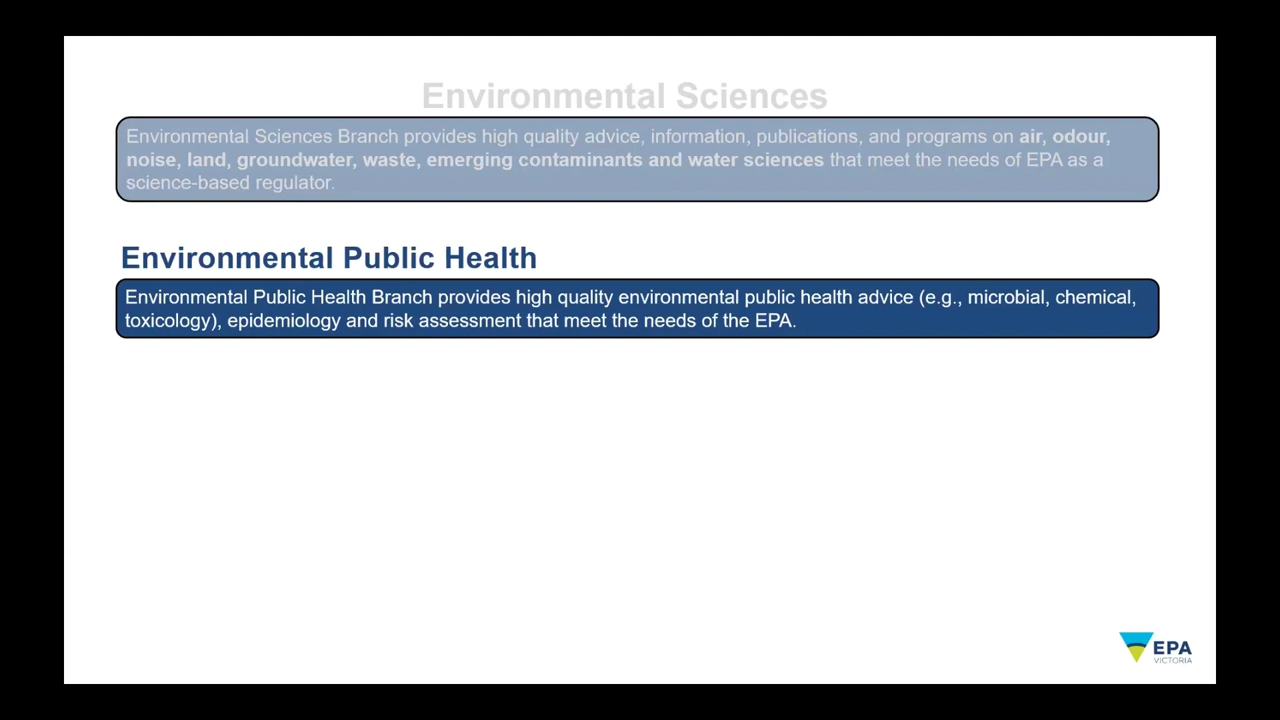 Environmental Sciences
Environmental Sciences Branch provides high quality advice, information, publications, and programs on air, odour,
noise, land, groundwater, waste, emerging contaminants and water sciences that meet the needs of EPA as a
science-based regulator.
Environmental Public Health
Environmental Public Health Branch provides high quality environmental public health advice (e.g., microbial, chemical,
toxicology), epidemiology and risk assessment that meet the needs of the EPA.
EPA
VICTORIA